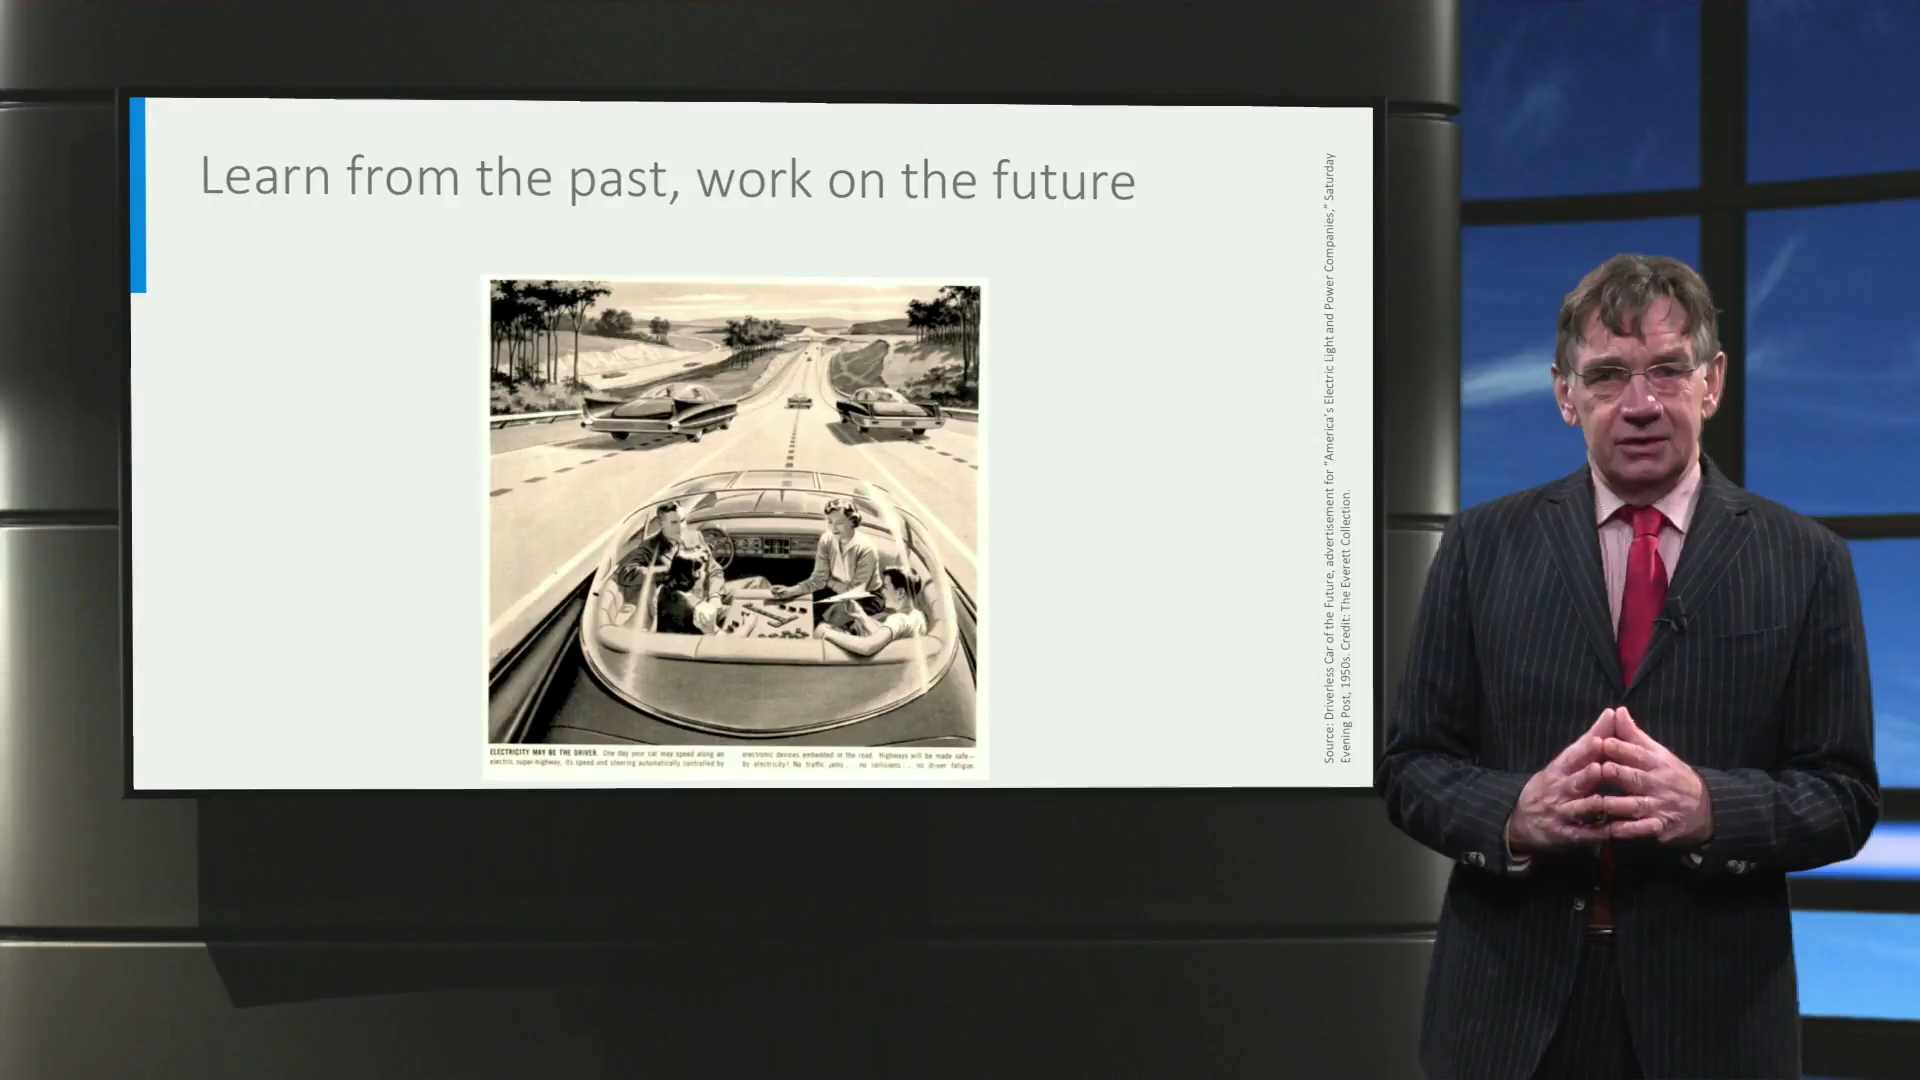 Learn from the past, work on the future
ELECTRICITY MAY BE THE DRIVER. One day your car may speed along an
electric super-highway, its speed and steering automatically controlled by
electronic devices embedded in the road. Highways will be made safe—
by electricity! No traffic jams . . . no collisions . . . no driver fatigue.
Source: Driverless Car of the Future, advertisement for “America’s Electric Light and Power Companies,” Saturday
Evening Post, 1950s. Credit: The Everett Collection.